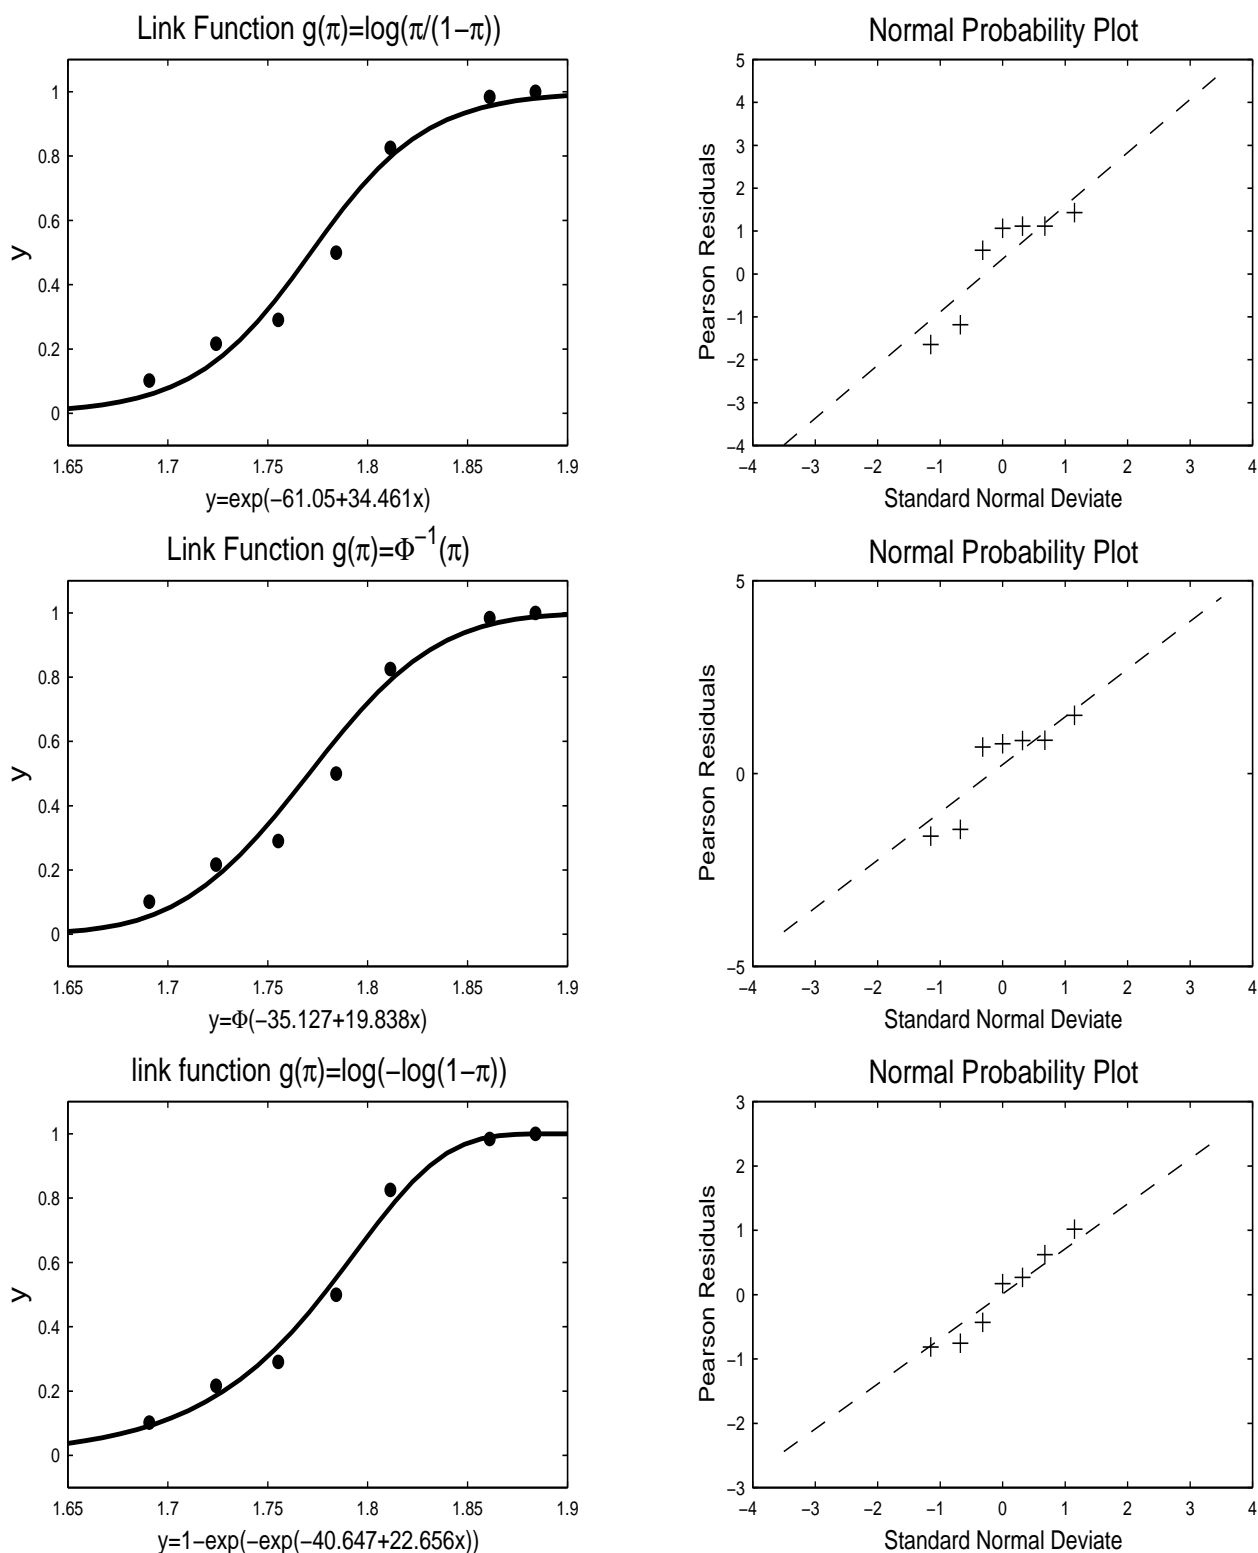 Link Function g(π)=log(π/(1−π))
y
1
0.8
0.6
0.4
0.2
0
1.65 1.7 1.75 1.8 1.85 1.9
y=exp(−61.05+34.461x)
Normal Probability Plot
Pearson Residuals
5
4
3
2
1
0
−1
−2
−3
−4
−4 −3 −2 −1 0 1 2 3 4
Standard Normal Deviate
Link Function g(π)=Φ⁻¹(π)
y
1
0.8
0.6
0.4
0.2
0
1.65 1.7 1.75 1.8 1.85 1.9
y=Φ(−35.127+19.838x)
Normal Probability Plot
Pearson Residuals
5
0
−5
−4 −3 −2 −1 0 1 2 3 4
Standard Normal Deviate
link function g(π)=log(−log(1−π))
y
1
0.8
0.6
0.4
0.2
0
1.65 1.7 1.75 1.8 1.85 1.9
y=1−exp(−exp(−40.647+22.656x))
Normal Probability Plot
Pearson Residuals
3
2
1
0
−1
−2
−3
−4 −3 −2 −1 0 1 2 3 4
Standard Normal Deviate